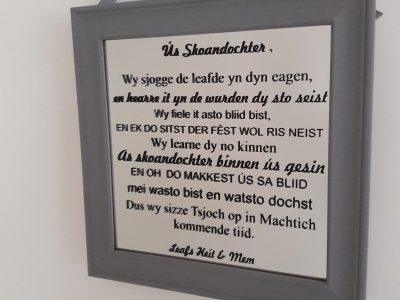 Ús Skoandochter,
Wy sjogge de leafde yn dyn eagen,
en hearre it yn de wurden dy sto seist
Wy fiele it asto bliid bist,
EN EK DO SITST DER FÊST WOL RIS NEIST
Wy learne dy no kinnen
As skoandochter binnen ús gesin
EN OH DO MAKKEST ÚS SA BLIID
mei wasto bist en watsto dochst
Dus wy sizze Tsjoch op in Machtich
kommende tiid.
Leafs Heit & Mem